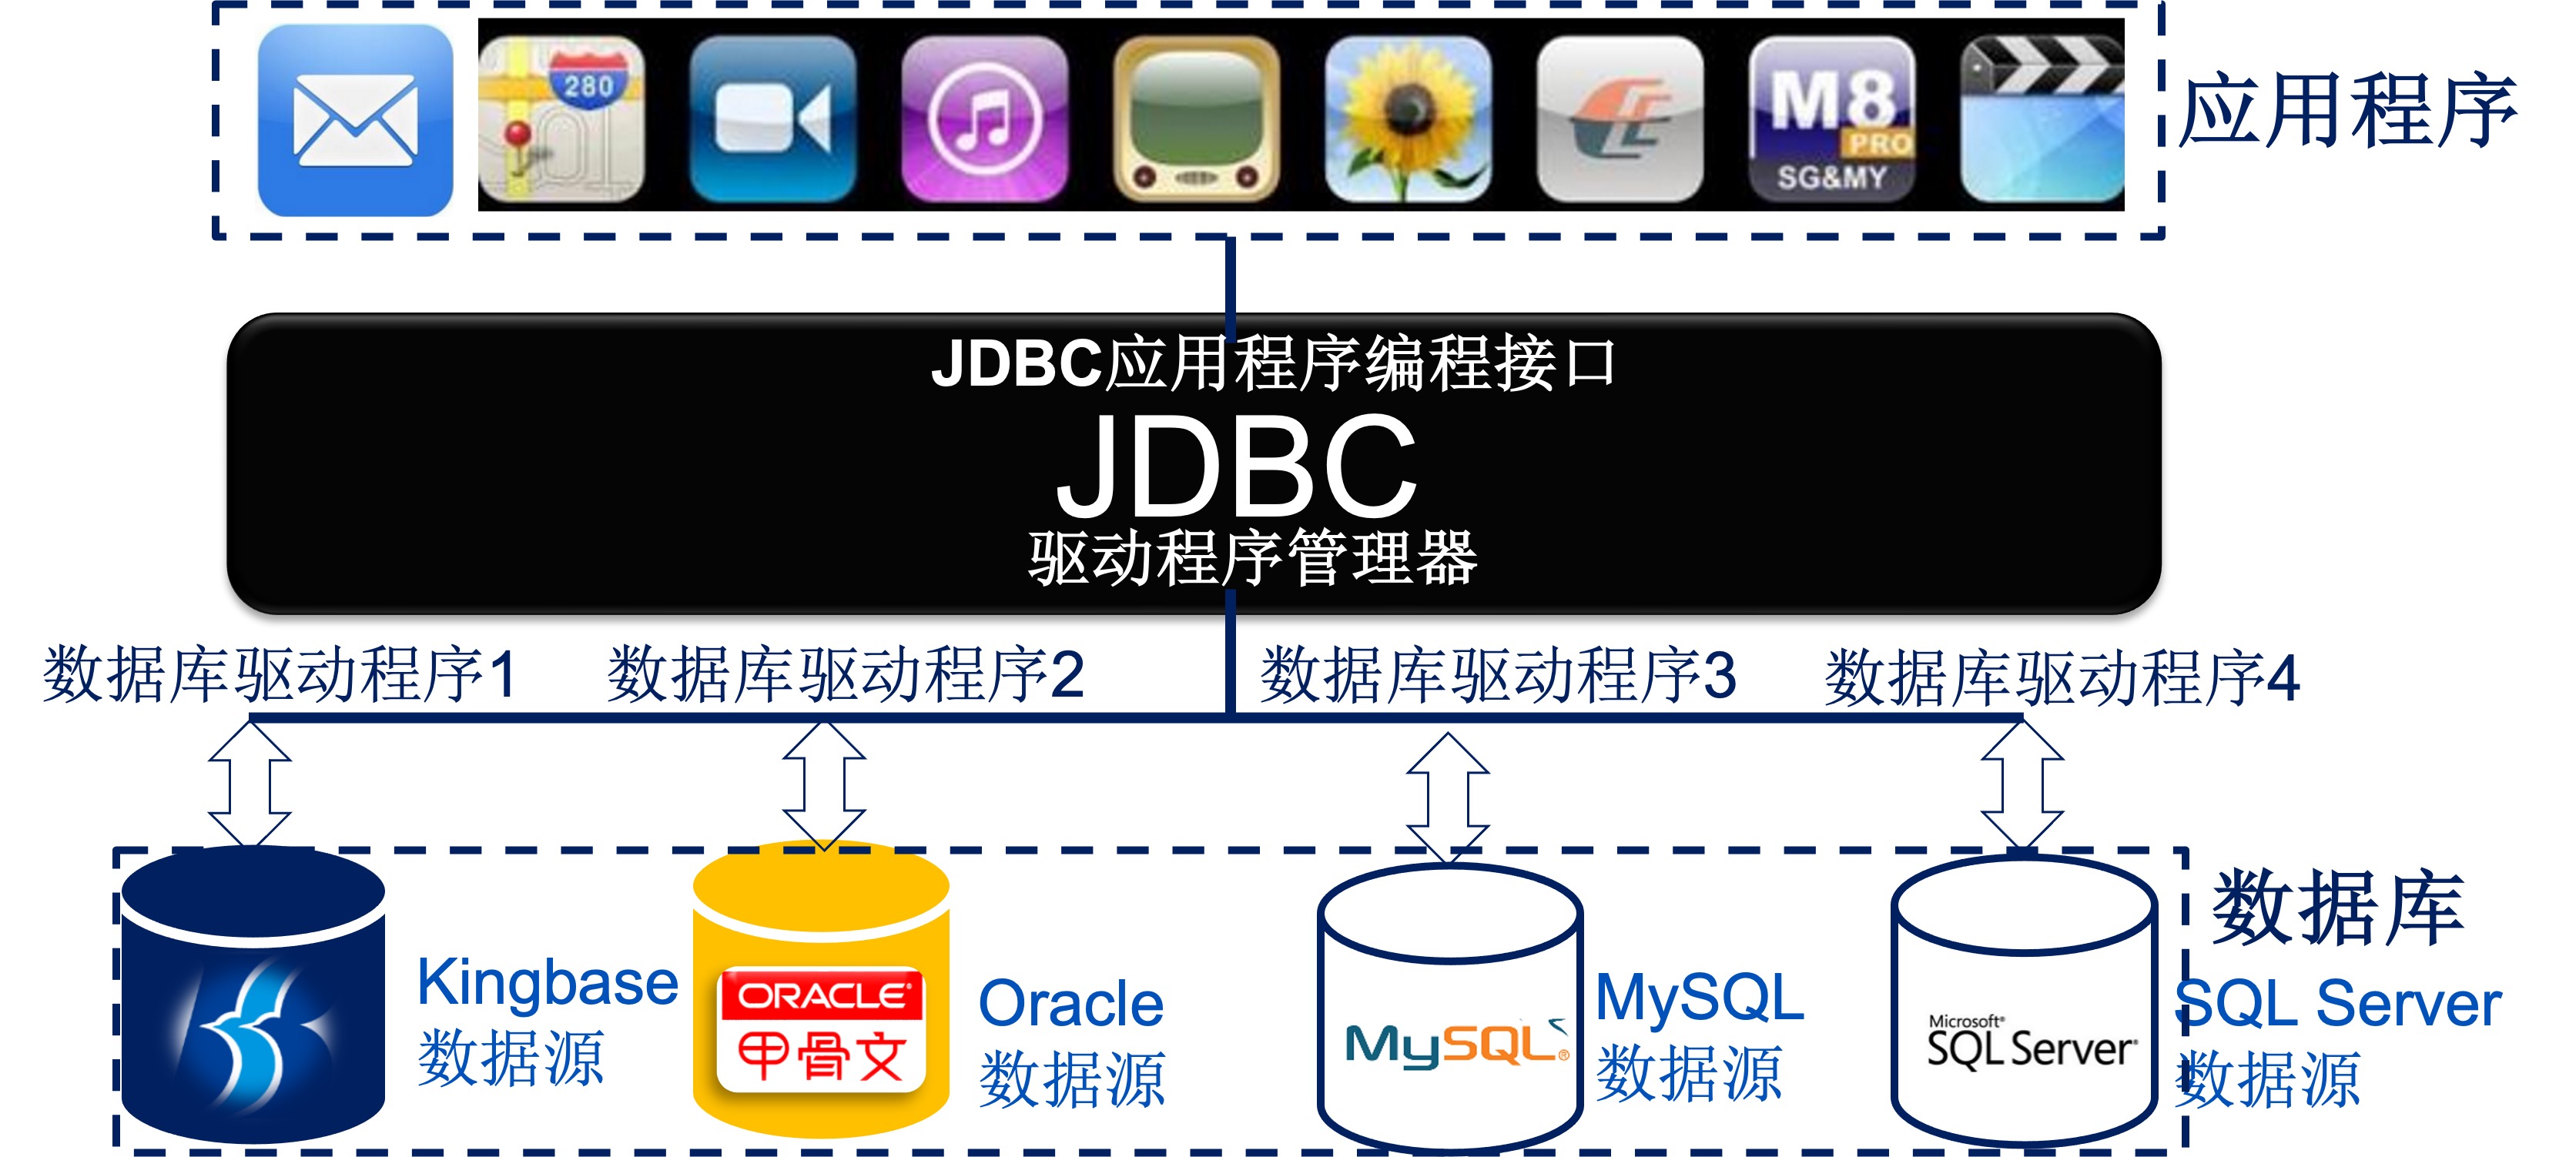 280
M8
PRO
SG&MY
应用程序
JDBC应用程序编程接口
JDBC
驱动程序管理器
数据库驱动程序1
数据库驱动程序2
数据库驱动程序3
数据库驱动程序4
Kingbase
数据源
ORACLE
甲骨文
Oracle
数据源
MySQL®
MySQL
数据源
Microsoft®
SQL Server®
数据库
SQL Server
数据源